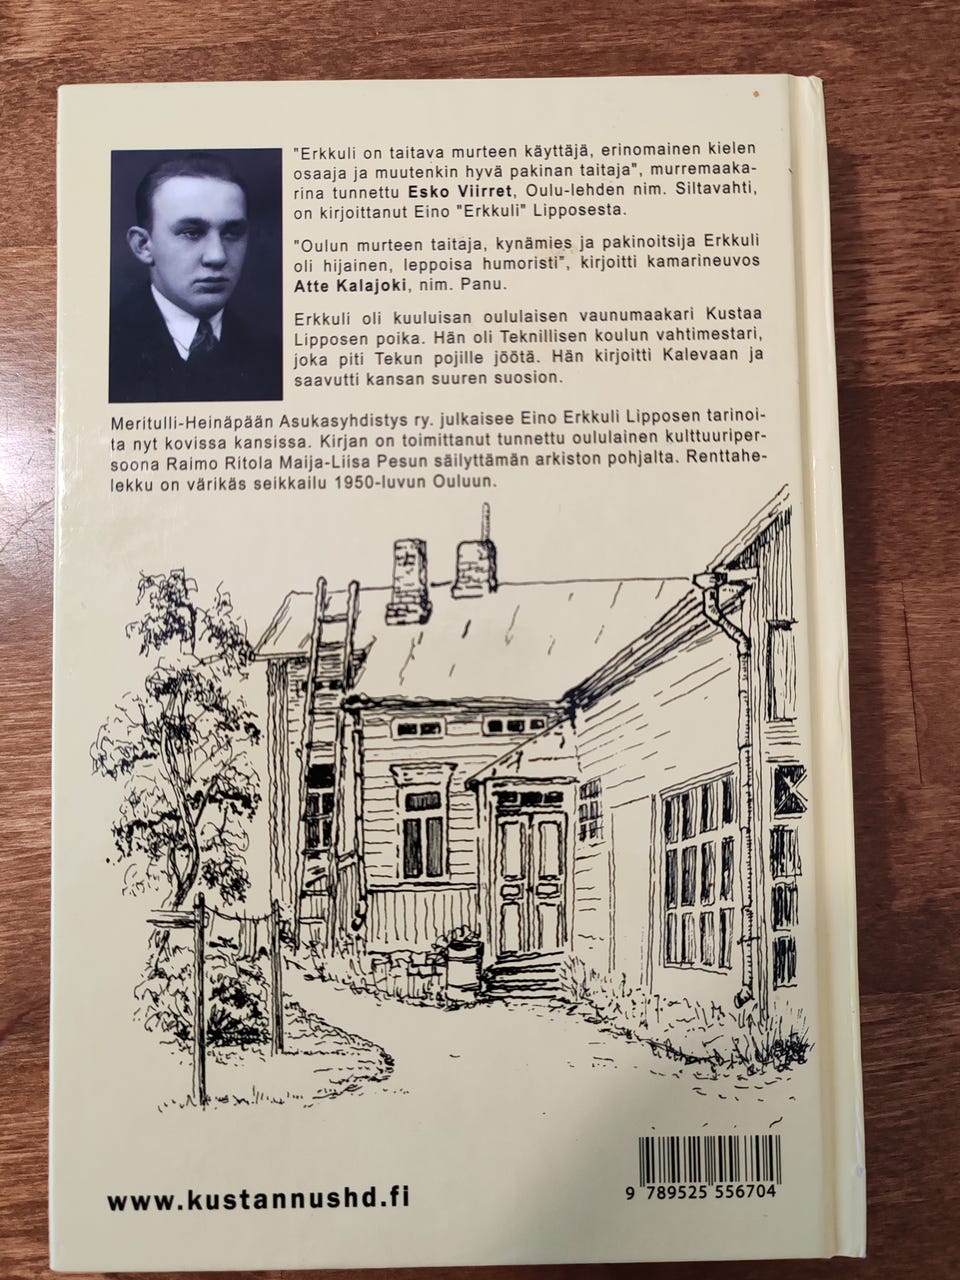 "Erkkuli on taitava murteen käyttäjä, erinomainen kielen
osaaja ja muutenkin hyvä pakinan taitaja", murremaaka-
rina tunnettu Esko Viirret, Oulu-lehden nim. Siltavahti,
on kirjoittanut Eino "Erkkuli" Lipposesta.
"Oulun murteen taitaja, kynämies ja pakinoitsija Erkkuli
oli hijainen, leppoisa humoristi", kirjoitti kamarineuvos
Atte Kalajoki, nim. Panu.
Erkkuli oli kuuluisan oululaisen vaunumaakari Kustaa
Lipposen poika. Hän oli Teknillisen koulun vahtimestari,
joka piti Tekun pojille jöötä. Hän kirjoitti Kalevaan ja
saavutti kansan suuren suosion.
Meritulli-Heinäpään Asukasyhdistys ry. julkaisee Eino Erkkuli Lipposen tarinoi-
ta nyt kovissa kansissa. Kirjan on toimittanut tunnettu oululainen kulttuuriper-
soona Raimo Ritola Maija-Liisa Pesun säilyttämän arkiston pohjalta. Renttahe-
lekku on värikäs seikkailu 1950-luvun Ouluun.
www.kustannushd.fi
9 789525 556704